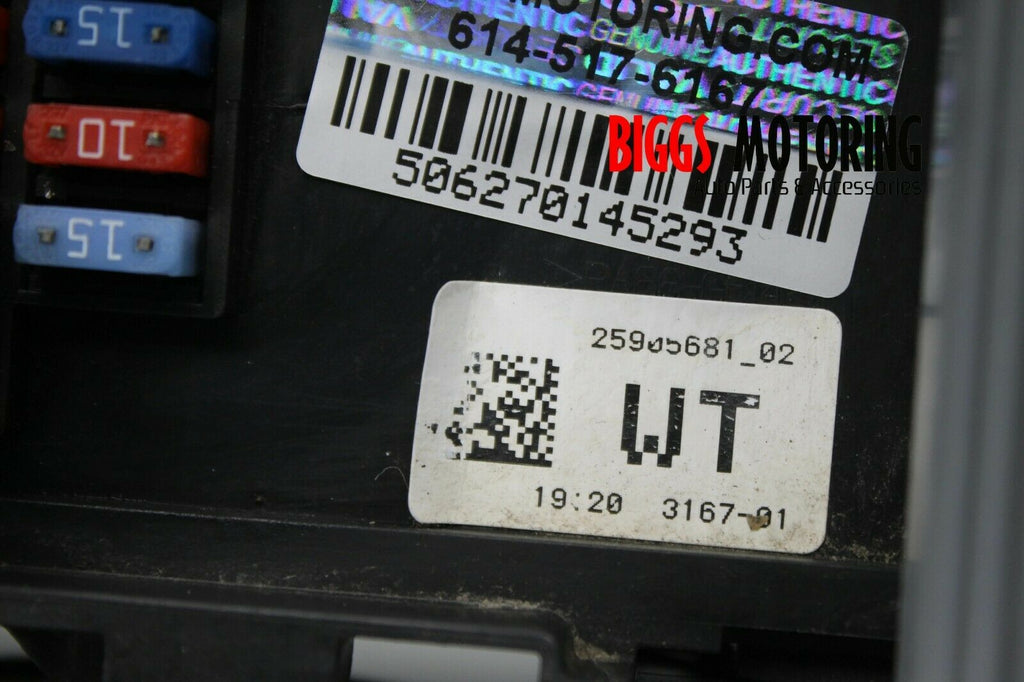 MOTORING.COM
614-517-6167
506270145293
BIGGS MOTORING
Auto Parts & Accessories
15
10
15
25905681_02
WT
19:20 3167-01